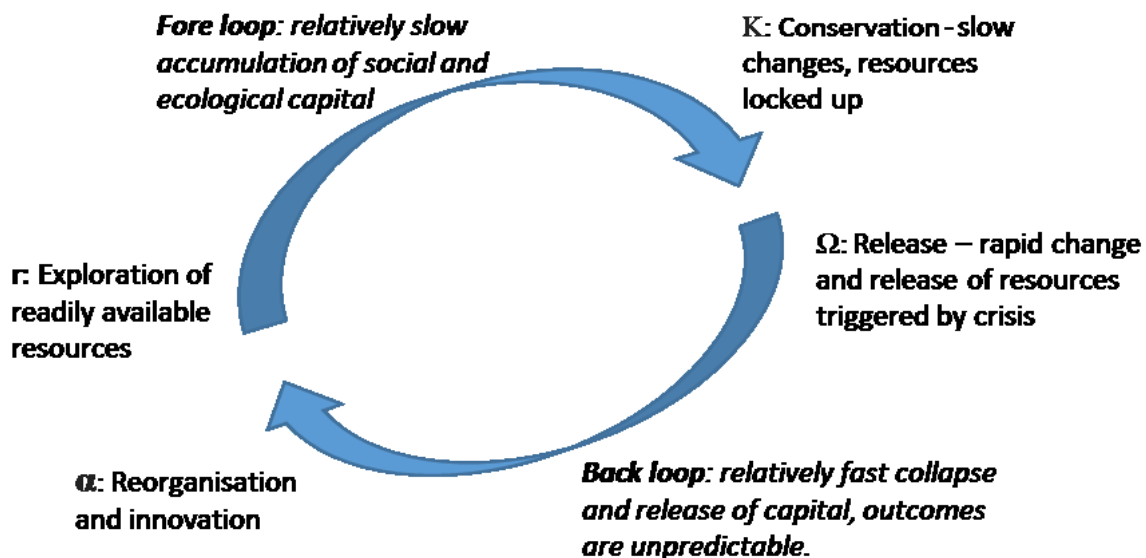 Fore loop: relatively slow
accumulation of social and
ecological capital
K: Conservation - slow
changes, resources
locked up
Ω: Release – rapid change
and release of resources
triggered by crisis
r: Exploration of
readily available
resources
α: Reorganisation
and innovation
Back loop: relatively fast collapse
and release of capital, outcomes
are unpredictable.